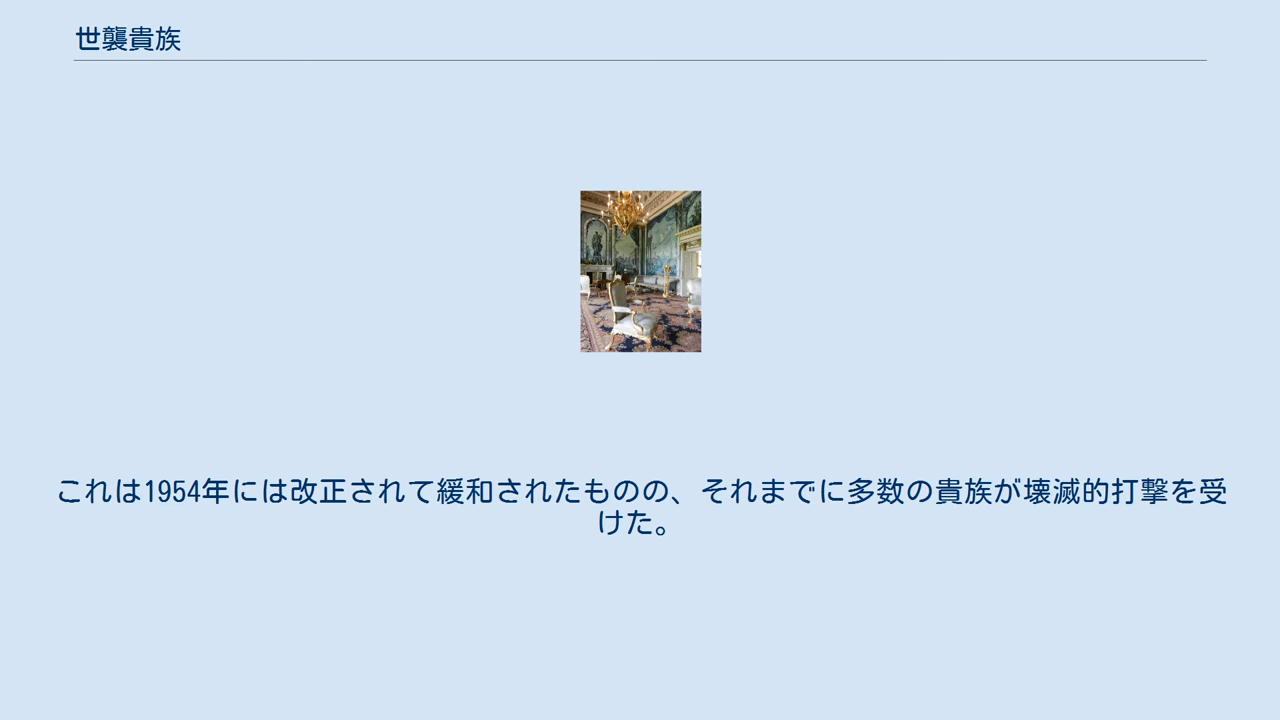 世襲貴族
これは1954年には改正されて緩和されたものの、それまでに多数の貴族が壊滅的打撃を受
けた。